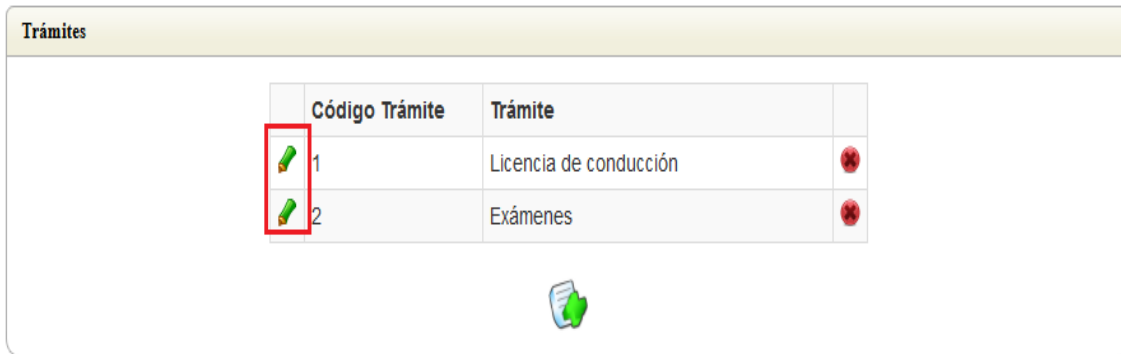 Trámites
Código Trámite Trámite
1 Licencia de conducción
2 Exámenes